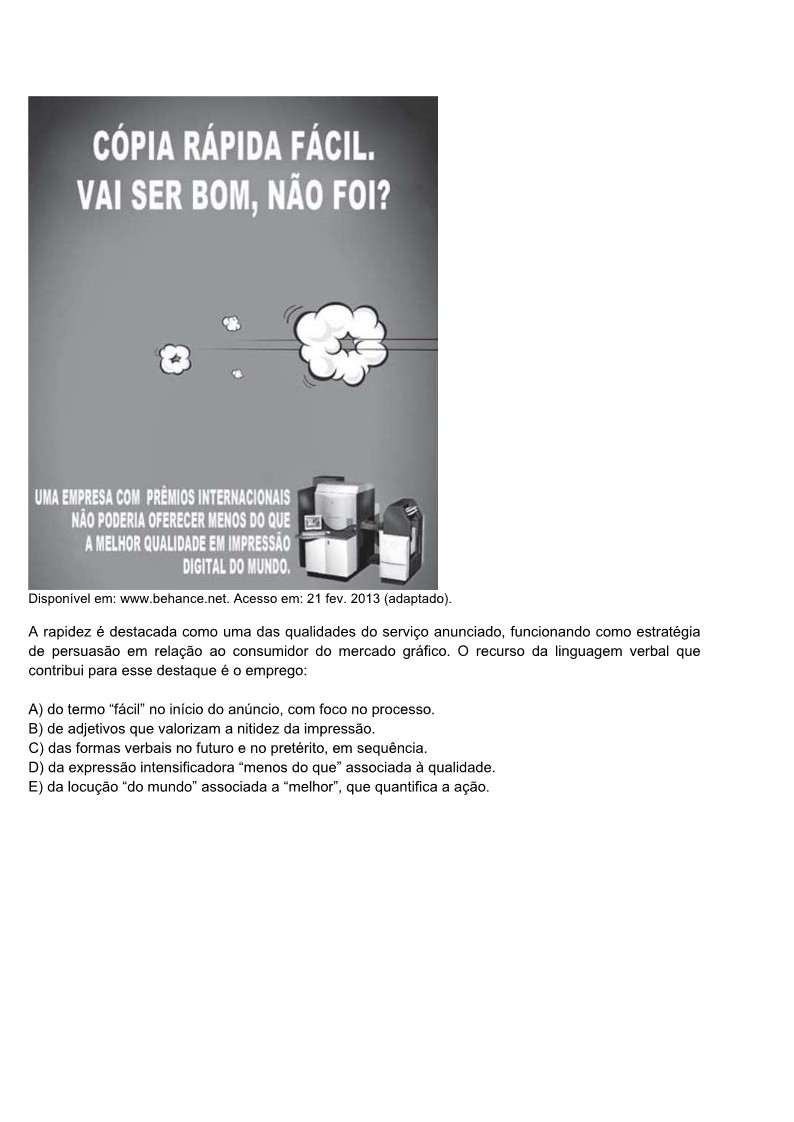 CÓPIA RÁPIDA FÁCIL.
VAI SER BOM, NÃO FOI?
UMA EMPRESA COM PRÊMIOS INTERNACIONAIS
NÃO PODERIA OFERECER MENOS DO QUE
A MELHOR QUALIDADE EM IMPRESSÃO
DIGITAL DO MUNDO.
Disponível em: www.behance.net. Acesso em: 21 fev. 2013 (adaptado).
A rapidez é destacada como uma das qualidades do serviço anunciado, funcionando como estratégia
de persuasão em relação ao consumidor do mercado gráfico. O recurso da linguagem verbal que
contribui para esse destaque é o emprego:
A) do termo “fácil” no início do anúncio, com foco no processo.
B) de adjetivos que valorizam a nitidez da impressão.
C) das formas verbais no futuro e no pretérito, em sequência.
D) da expressão intensificadora “menos do que” associada à qualidade.
E) da locução “do mundo” associada a “melhor”, que quantifica a ação.